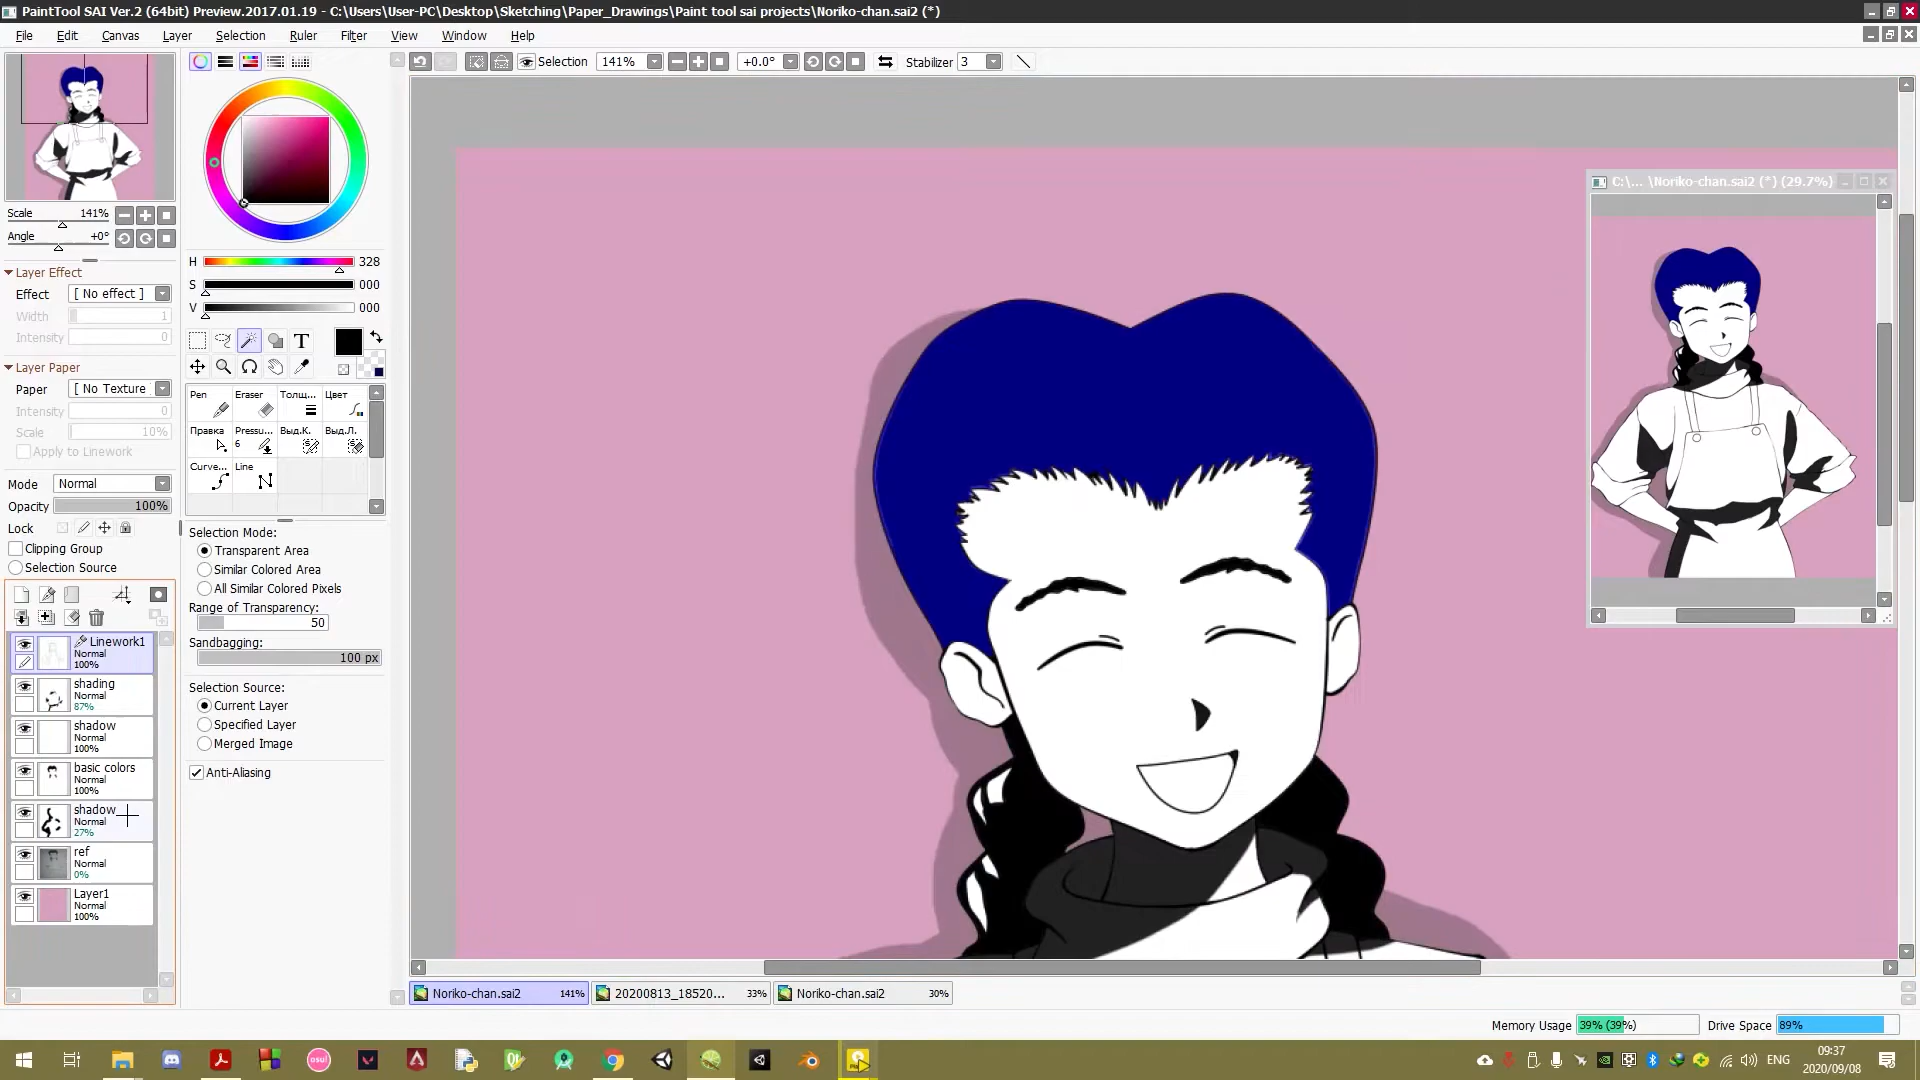 PaintTool SAI Ver.2 (64bit) Preview.2017.01.19 - C:\Users\User-PC\Desktop\Sketching\Paper_Drawings\Paint tool sai projects\Noriko-chan.sai2 (*)
File Edit Canvas Layer Selection Ruler Filter View Window Help
Selection 141% +0.0° Stabilizer 3
C:\... \Noriko-chan.sai2 (*) (29.7%)
Scale 141%
Angle +0°
Layer Effect
Effect [ No effect ]
Width 1
Intensity 0
Layer Paper
Paper [ No Texture
Intensity 0
Scale 10%
Apply to Linework
Mode Normal
Opacity 100%
Lock
Clipping Group
Selection Source
Linework1
Normal
100%
shading
Normal
87%
shadow
Normal
100%
basic colors
Normal
100%
shadow
Normal
27%
ref
Normal
0%
Layer1
Normal
100%
H 328
S 000
V 000
T
Pen Eraser Толщ... Цвет
Правка Pressu... Выд.К. Выд.Л.
6
Curve... Line
Selection Mode:
Transparent Area
Similar Colored Area
All Similar Colored Pixels
Range of Transparency:
50
Sandbagging:
100 px
Selection Source:
Current Layer
Specified Layer
Merged Image
Anti-Aliasing
Noriko-chan.sai2 141% 20200813_18520... 33% Noriko-chan.sai2 30%
Memory Usage 39% (39%) Drive Space 89%
osu!
ENG
09:37
2020/09/08